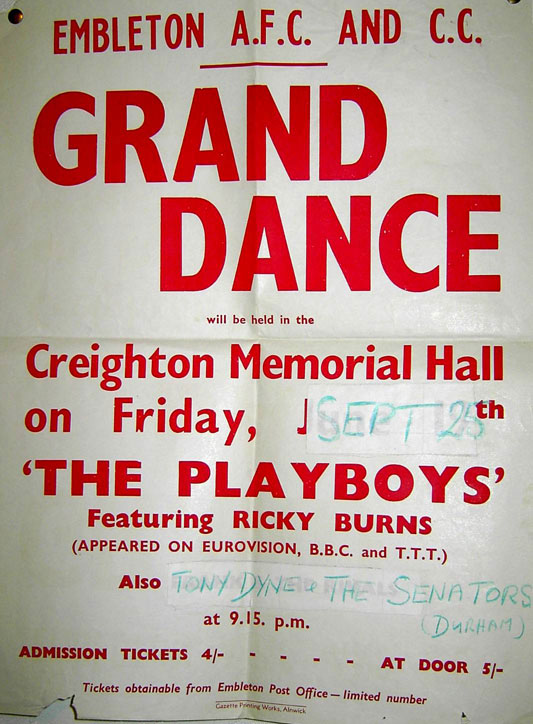 EMBLETON A.F.C. AND C.C.
GRAND
DANCE
will be held in the
Creighton Memorial Hall
on Friday, J SEPT 25th
'THE PLAYBOYS'
Featuring RICKY BURNS
(APPEARED ON EUROVISION, B.B.C. and T.T.T.)
Also TONY DYNE & THE SENATORS
(DURHAM)
at 9.15. p.m.
ADMISSION TICKETS 4/- - - - - AT DOOR 5/-
Tickets obtainable from Embleton Post Office — limited number
Gazette Printing Works, Alnwick